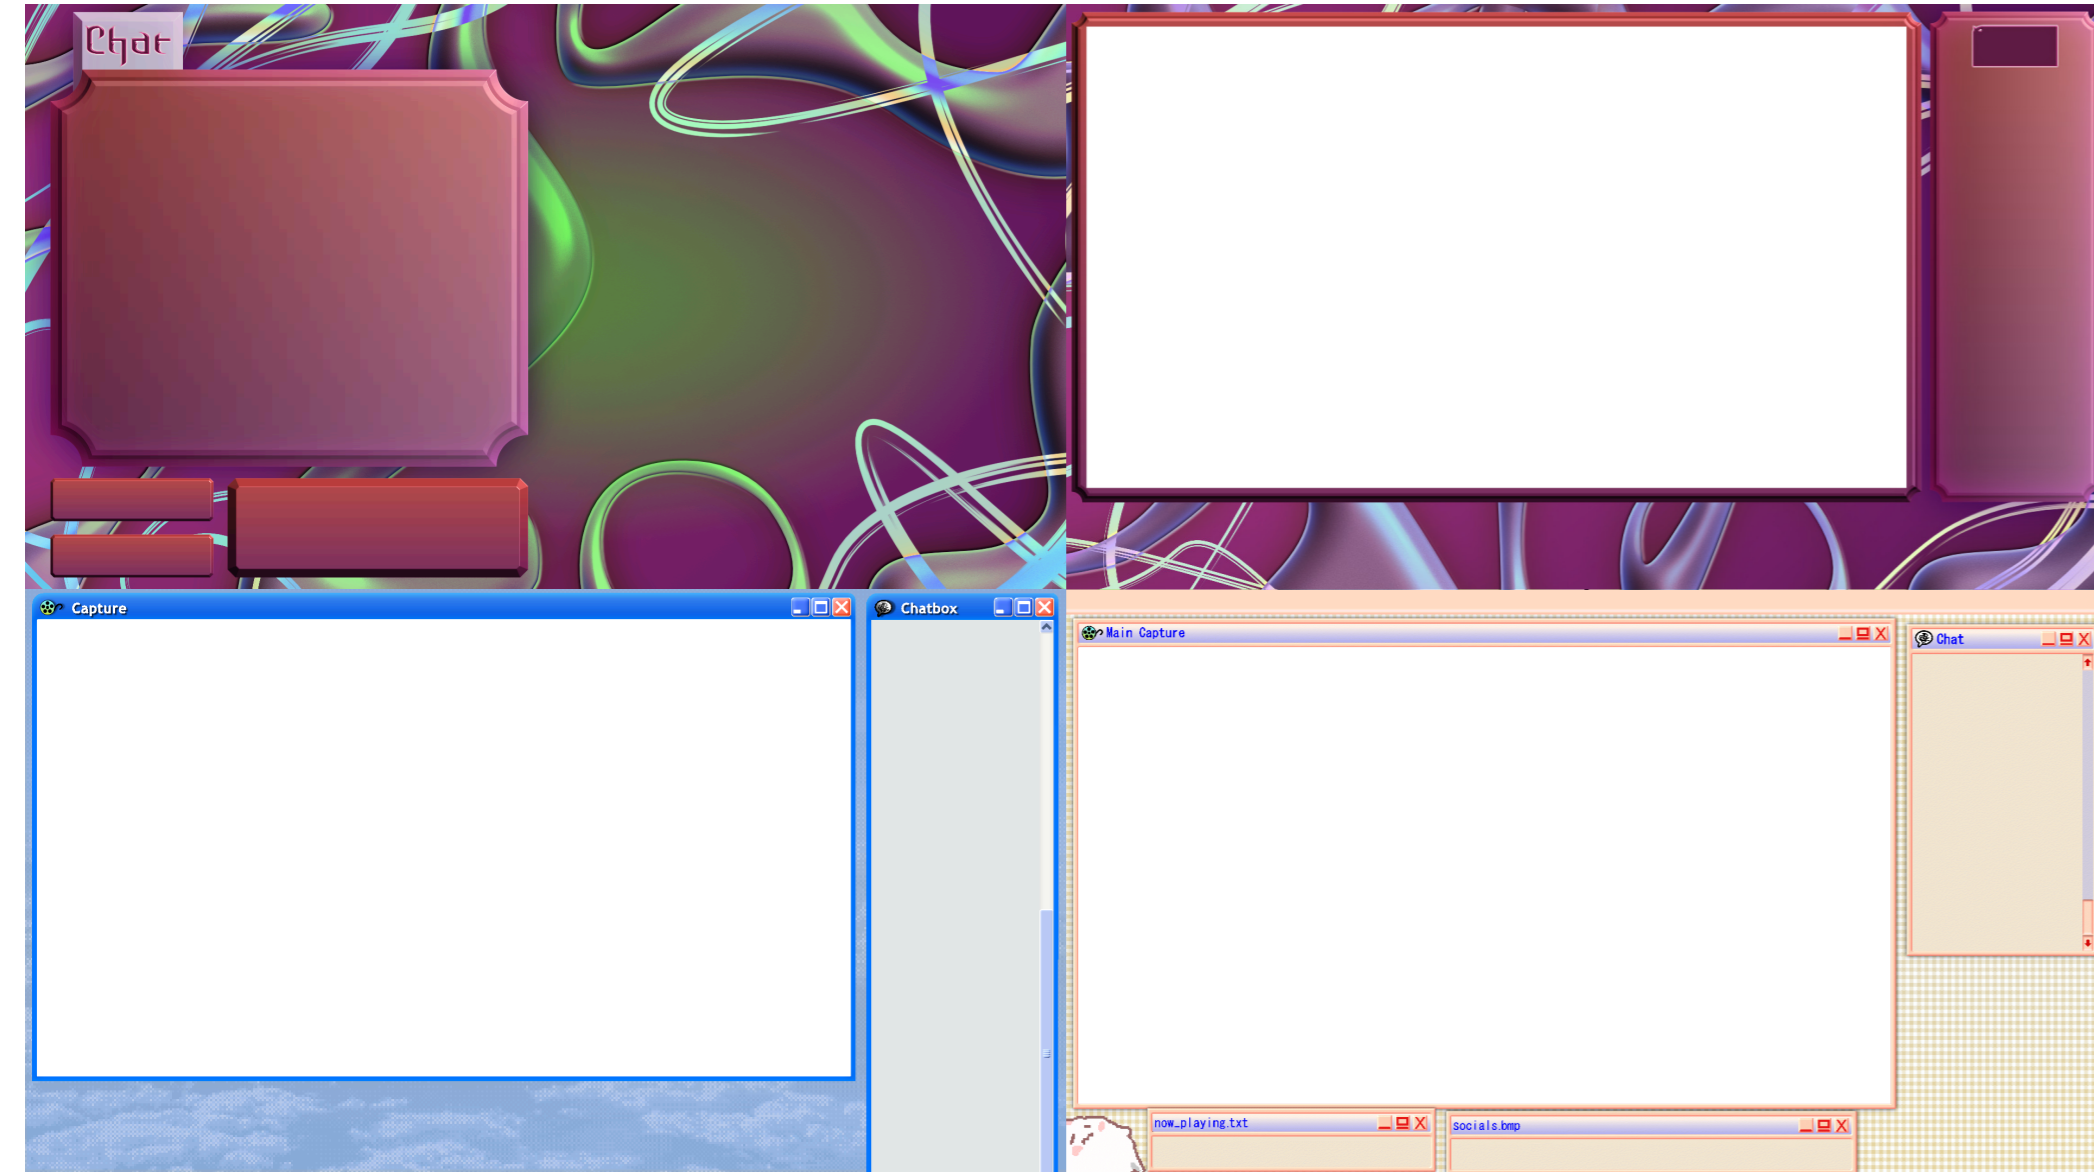 Chat
Capture
Chatbox
Main Capture
Chat
now_playing.txt
socials.bmp